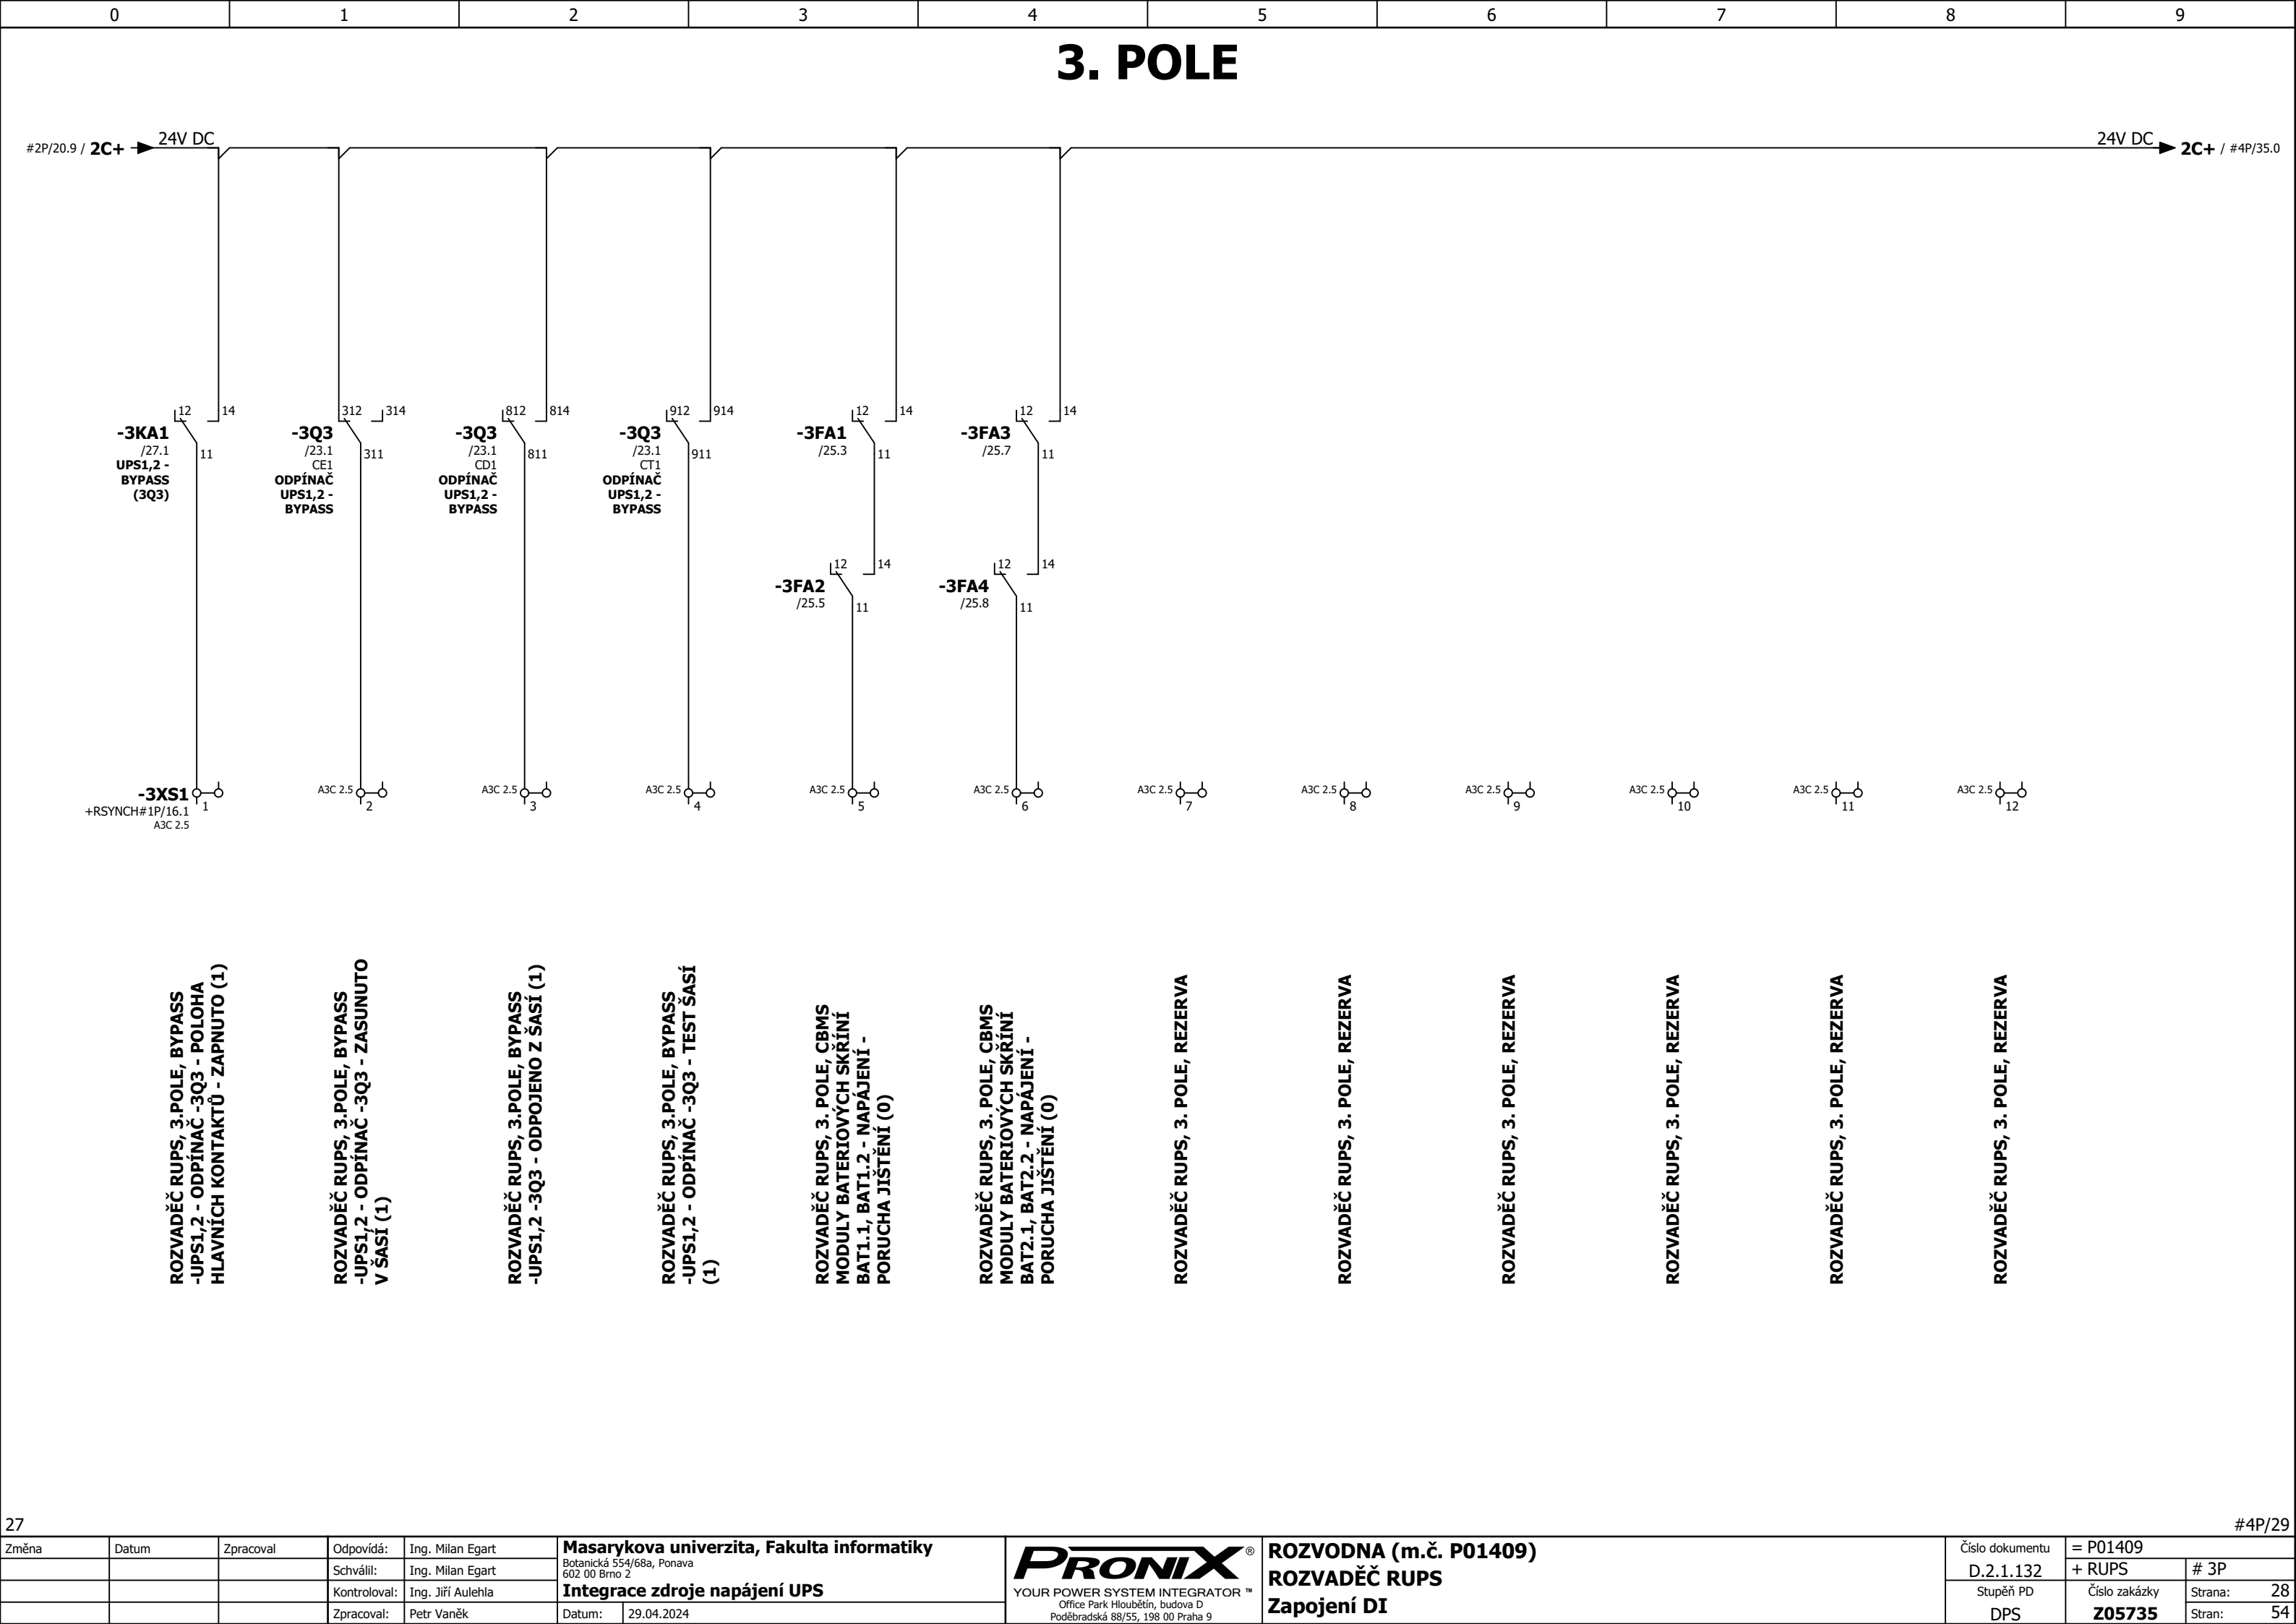 0 1 2 3 4 5 6 7 8 9
3. POLE
#2P/20.9 / 2C+ 24V DC
24V DC 2C+ / #4P/35.0
12 14
-3KA1
/27.1
11
UPS1,2 -
BYPASS
(3Q3)
312 314
-3Q3
/23.1
311
CE1
ODPÍNAČ
UPS1,2 -
BYPASS
812 814
-3Q3
/23.1
811
CD1
ODPÍNAČ
UPS1,2 -
BYPASS
912 914
-3Q3
/23.1
911
CT1
ODPÍNAČ
UPS1,2 -
BYPASS
12 14
-3FA1
/25.3
11
12 14
-3FA3
/25.7
11
12 14
-3FA2
/25.5
11
12 14
-3FA4
/25.8
11
-3XS1
1
+RSYNCH#1P/16.1
A3C 2.5
A3C 2.5
2
A3C 2.5
3
A3C 2.5
4
A3C 2.5
5
A3C 2.5
6
A3C 2.5
7
A3C 2.5
8
A3C 2.5
9
A3C 2.5
10
A3C 2.5
11
A3C 2.5
12
ROZVADĚČ RUPS, 3.POLE, BYPASS
-UPS1,2 - ODPÍNAČ -3Q3 - POLOHA
HLAVNÍCH KONTAKTŮ - ZAPNUTO (1)
ROZVADĚČ RUPS, 3.POLE, BYPASS
-UPS1,2 - ODPÍNAČ -3Q3 - ZASUNUTO
V ŠASÍ (1)
ROZVADĚČ RUPS, 3.POLE, BYPASS
-UPS1,2 -3Q3 - ODPOJENO Z ŠASÍ (1)
ROZVADĚČ RUPS, 3.POLE, BYPASS
-UPS1,2 - ODPÍNAČ -3Q3 - TEST ŠASÍ
(1)
ROZVADĚČ RUPS, 3. POLE, CBMS
MODULY BATERIOVÝCH SKŘÍNÍ
BAT1.1, BAT1.2 - NAPÁJENÍ -
PORUCHA JIŠTĚNÍ (0)
ROZVADĚČ RUPS, 3. POLE, CBMS
MODULY BATERIOVÝCH SKŘÍNÍ
BAT2.1, BAT2.2 - NAPÁJENÍ -
PORUCHA JIŠTĚNÍ (0)
ROZVADĚČ RUPS, 3. POLE, REZERVA
ROZVADĚČ RUPS, 3. POLE, REZERVA
ROZVADĚČ RUPS, 3. POLE, REZERVA
ROZVADĚČ RUPS, 3. POLE, REZERVA
ROZVADĚČ RUPS, 3. POLE, REZERVA
ROZVADĚČ RUPS, 3. POLE, REZERVA
27
#4P/29
Změna Datum Zpracoval
Odpovídá: Ing. Milan Egart
Schválil: Ing. Milan Egart
Kontroloval: Ing. Jiří Aulehla
Zpracoval: Petr Vaněk
Masarykova univerzita, Fakulta informatiky
Botanická 554/68a, Ponava
602 00 Brno 2
Integrace zdroje napájení UPS
Datum: 29.04.2024
PRONIX ®
YOUR POWER SYSTEM INTEGRATOR ™
Office Park Hloubětín, budova D
Poděbradská 88/55, 198 00 Praha 9
ROZVODNA (m.č. P01409)
ROZVADĚČ RUPS
Zapojení DI
Číslo dokumentu
D.2.1.132
Stupěň PD
DPS
= P01409
+ RUPS # 3P
Číslo zakázky
Z05735
Strana: 28
Stran: 54